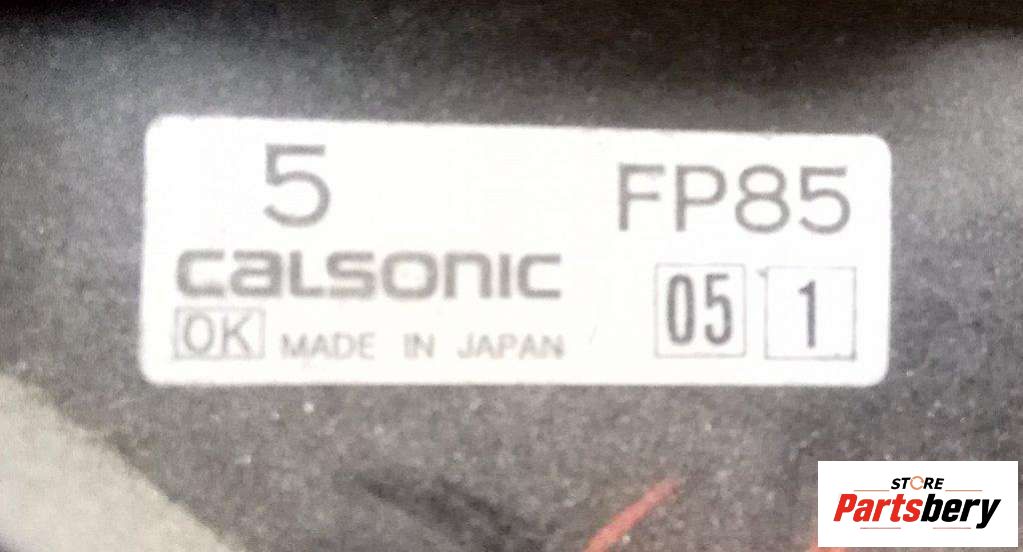 5 FP85
CALSONIC
05 1
OK MADE IN JAPAN
STORE
Partsbery